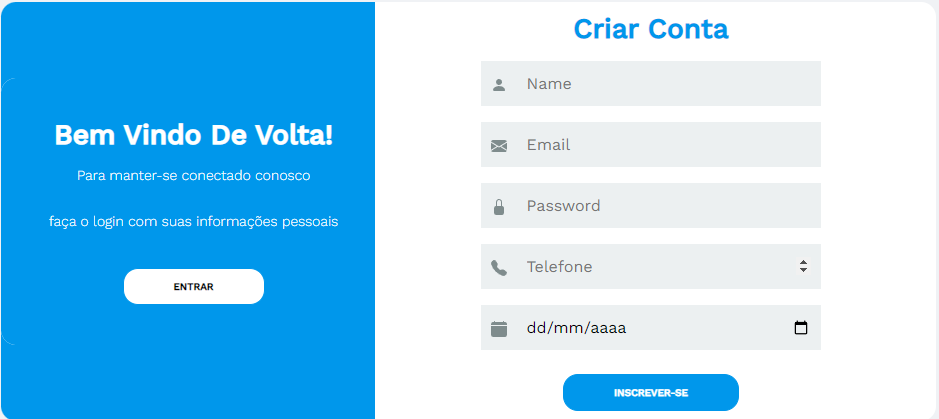 Bem Vindo De Volta!
Para manter-se conectado conosco
faça o login com suas informações pessoais
ENTRAR
Criar Conta
Name
Email
Password
Telefone
dd/mm/aaaa
INSCREVER-SE